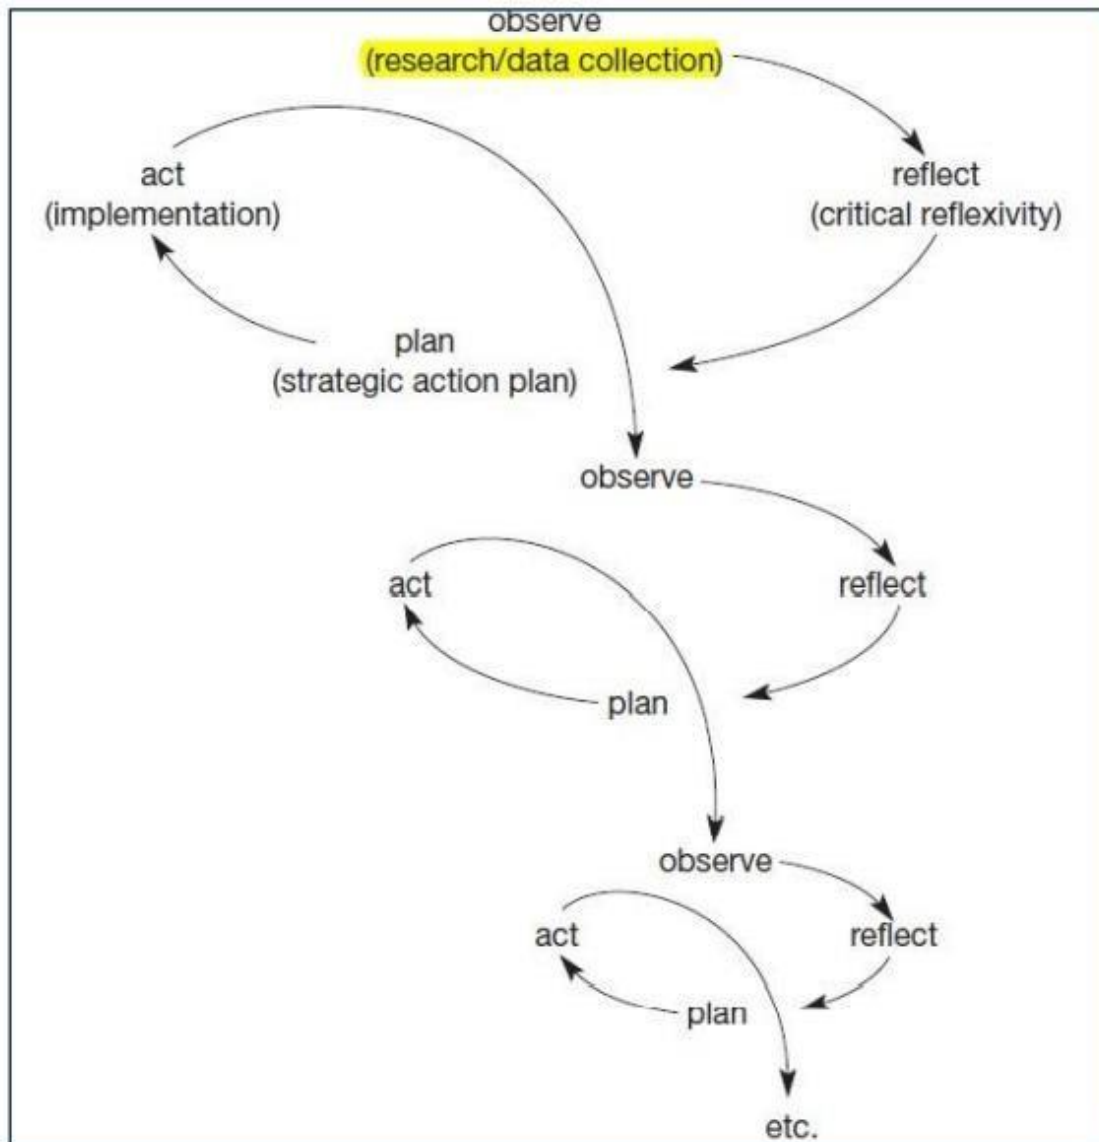 observe
(research/data collection)
act
(implementation)
reflect
(critical reflexivity)
plan
(strategic action plan)
observe
act
reflect
plan
observe
act
reflect
plan
etc.